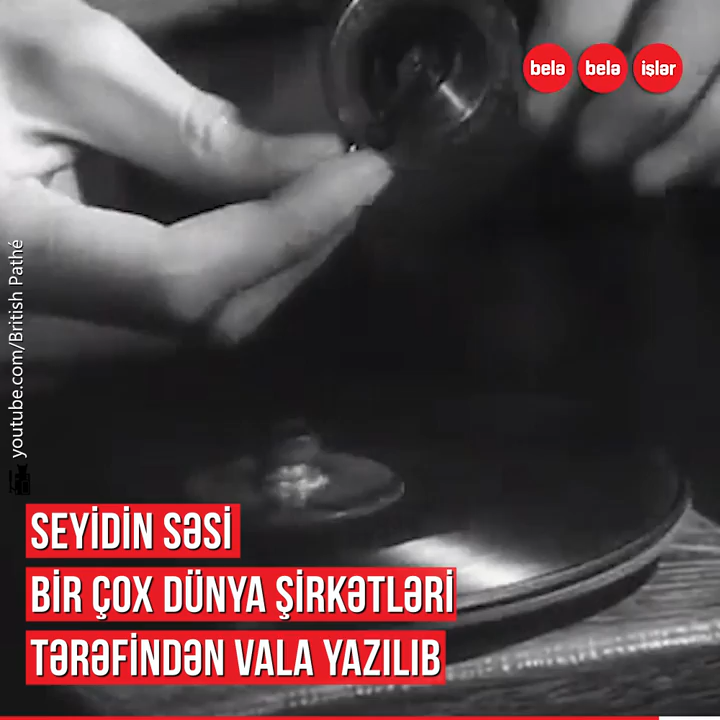 belə belə işlər
youtube.com/British Pathé
SEYİDİN SƏSİ
BİR ÇOX DÜNYA ŞİRKƏTLƏRİ
TƏRƏFİNDƏN VALA YAZILIB